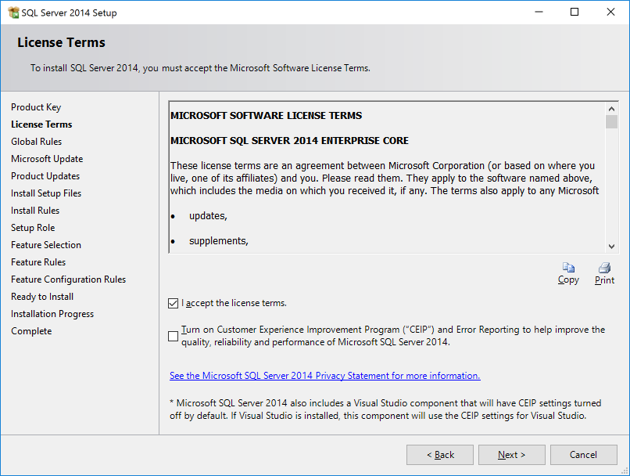 SQL Server 2014 Setup
License Terms
To install SQL Server 2014, you must accept the Microsoft Software License Terms.
Product Key
License Terms
Global Rules
Microsoft Update
Product Updates
Install Setup Files
Install Rules
Setup Role
Feature Selection
Feature Rules
Feature Configuration Rules
Ready to Install
Installation Progress
Complete
MICROSOFT SOFTWARE LICENSE TERMS
MICROSOFT SQL SERVER 2014 ENTERPRISE CORE
These license terms are an agreement between Microsoft Corporation (or based on where you
live, one of its affiliates) and you. Please read them. They apply to the software named above,
which includes the media on which you received it, if any. The terms also apply to any Microsoft
• updates,
• supplements,
Copy Print
I accept the license terms.
Turn on Customer Experience Improvement Program ("CEIP") and Error Reporting to help improve the
quality, reliability and performance of Microsoft SQL Server 2014.
See the Microsoft SQL Server 2014 Privacy Statement for more information.
* Microsoft SQL Server 2014 also includes a Visual Studio component that will have CEIP settings turned
off by default. If Visual Studio is installed, this component will use the CEIP settings for Visual Studio.
< Back Next > Cancel